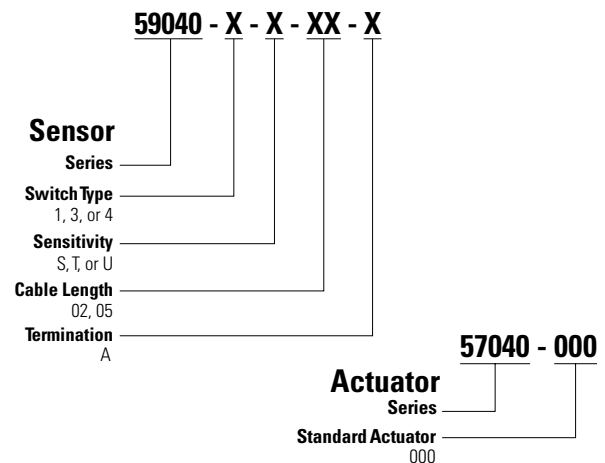 59040 - X - X - XX - X
Sensor
Series
Switch Type
1, 3, or 4
Sensitivity
S, T, or U
Cable Length
02, 05
Termination
A
57040 - 000
Actuator
Series
Standard Actuator
000